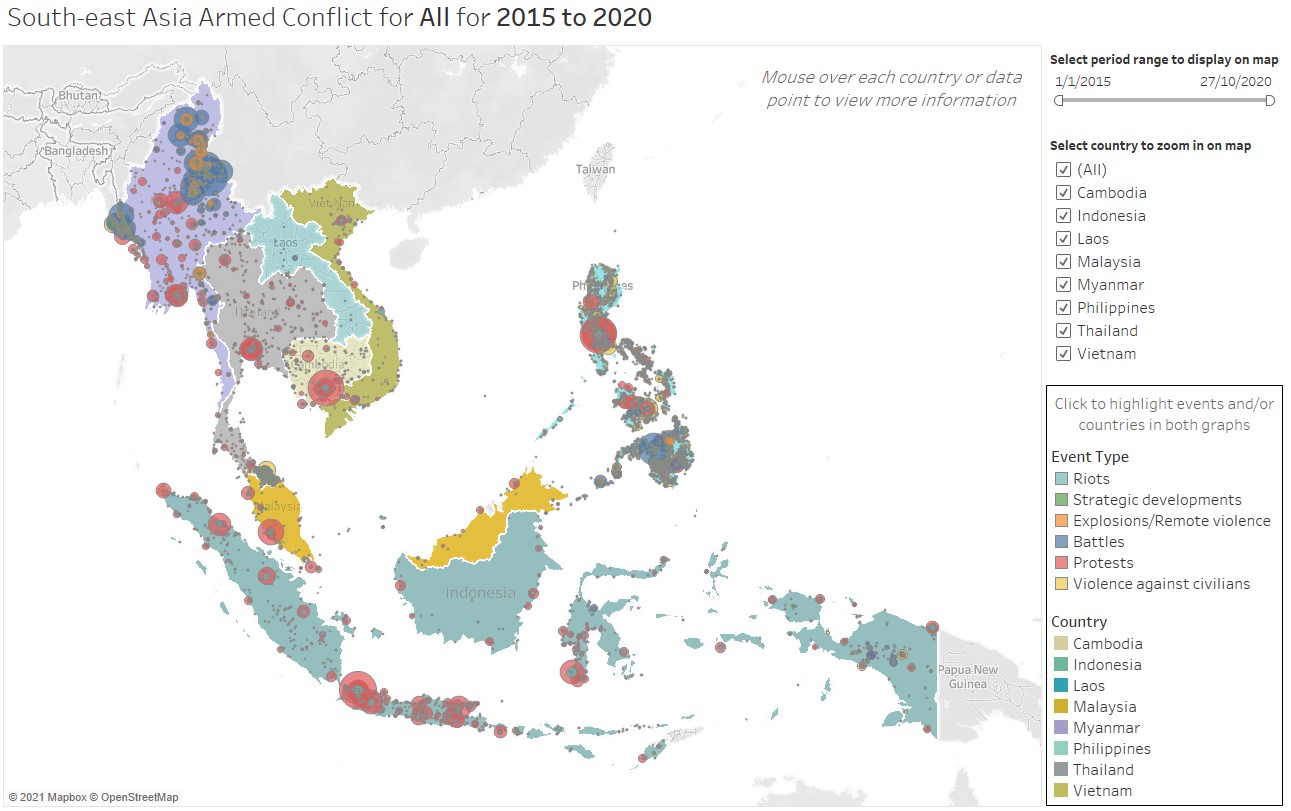 South-east Asia Armed Conflict for All for 2015 to 2020
Mouse over each country or data
point to view more information
Bhutan
Bangladesh
Taiwan
Viet Nam
Laos
Philippines
Thailand
Cambodia
Malaysia
Indonesia
Papua New
Guinea
© 2021 Mapbox © OpenStreetMap
Select period range to display on map
1/1/2015 27/10/2020
Select country to zoom in on map
(All)
Cambodia
Indonesia
Laos
Malaysia
Myanmar
Philippines
Thailand
Vietnam
Click to highlight events and/or
countries in both graphs
Event Type
Riots
Strategic developments
Explosions/Remote violence
Battles
Protests
Violence against civilians
Country
Cambodia
Indonesia
Laos
Malaysia
Myanmar
Philippines
Thailand
Vietnam